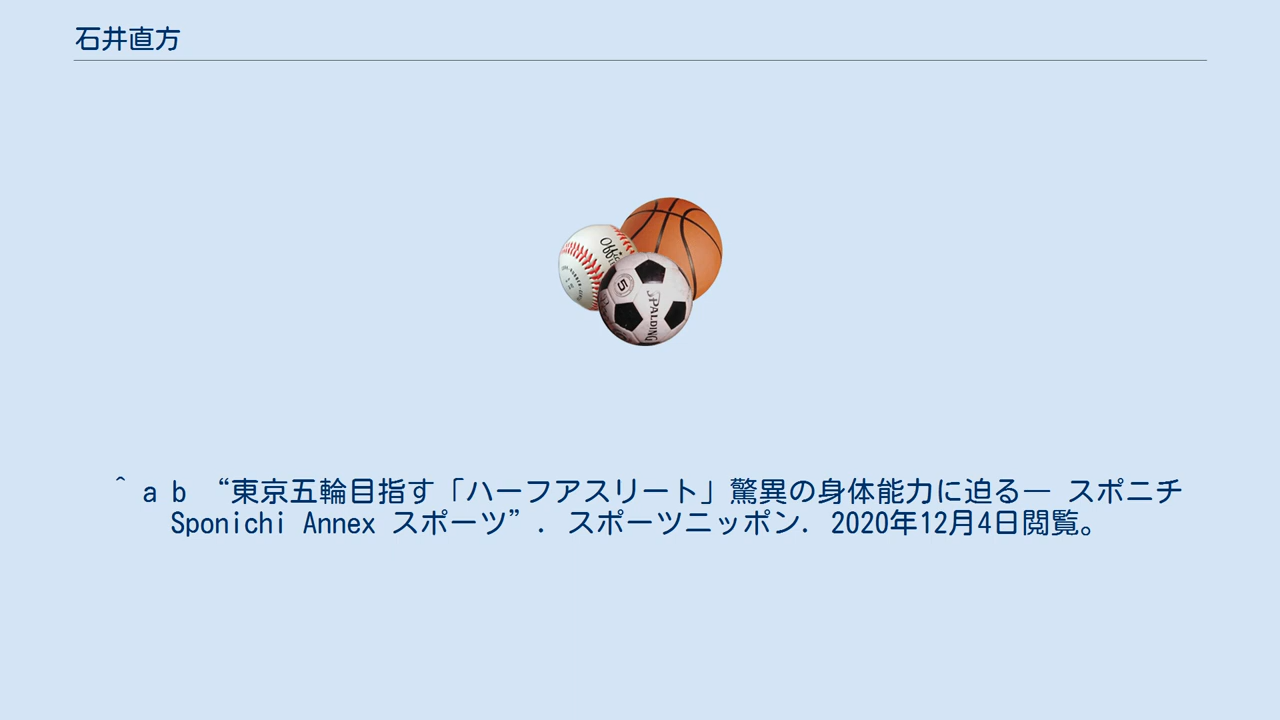 石井直方
Offic
5
SPALDING
^ a b “東京五輪目指す「ハーフアスリート」驚異の身体能力に迫る― スポニチ
Sponichi Annex スポーツ”. スポーツニッポン. 2020年12月4日閲覧。